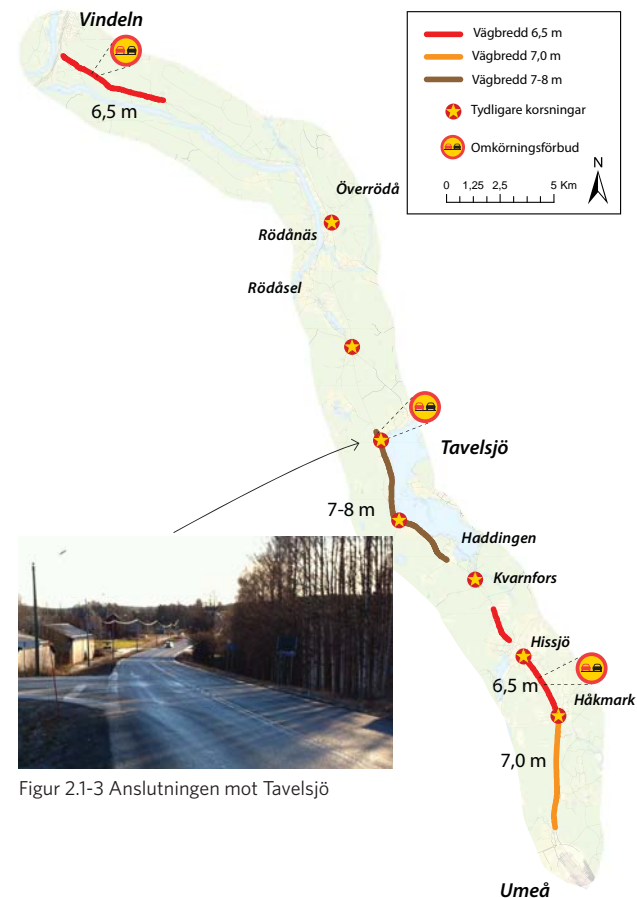 Vindeln
6,5 m
Vägbredd 6,5 m
Vägbredd 7,0 m
Vägbredd 7-8 m
Tydligare korsningar
Omkörningsförbud
N
0 1,25 2,5 5 Km
Överrödå
Rödånäs
Rödåsel
Tavelsjö
7-8 m
Haddingen
Kvarnfors
Hissjö
6,5 m
Håkmark
7,0 m
Figur 2.1-3 Anslutningen mot Tavelsjö
Umeå